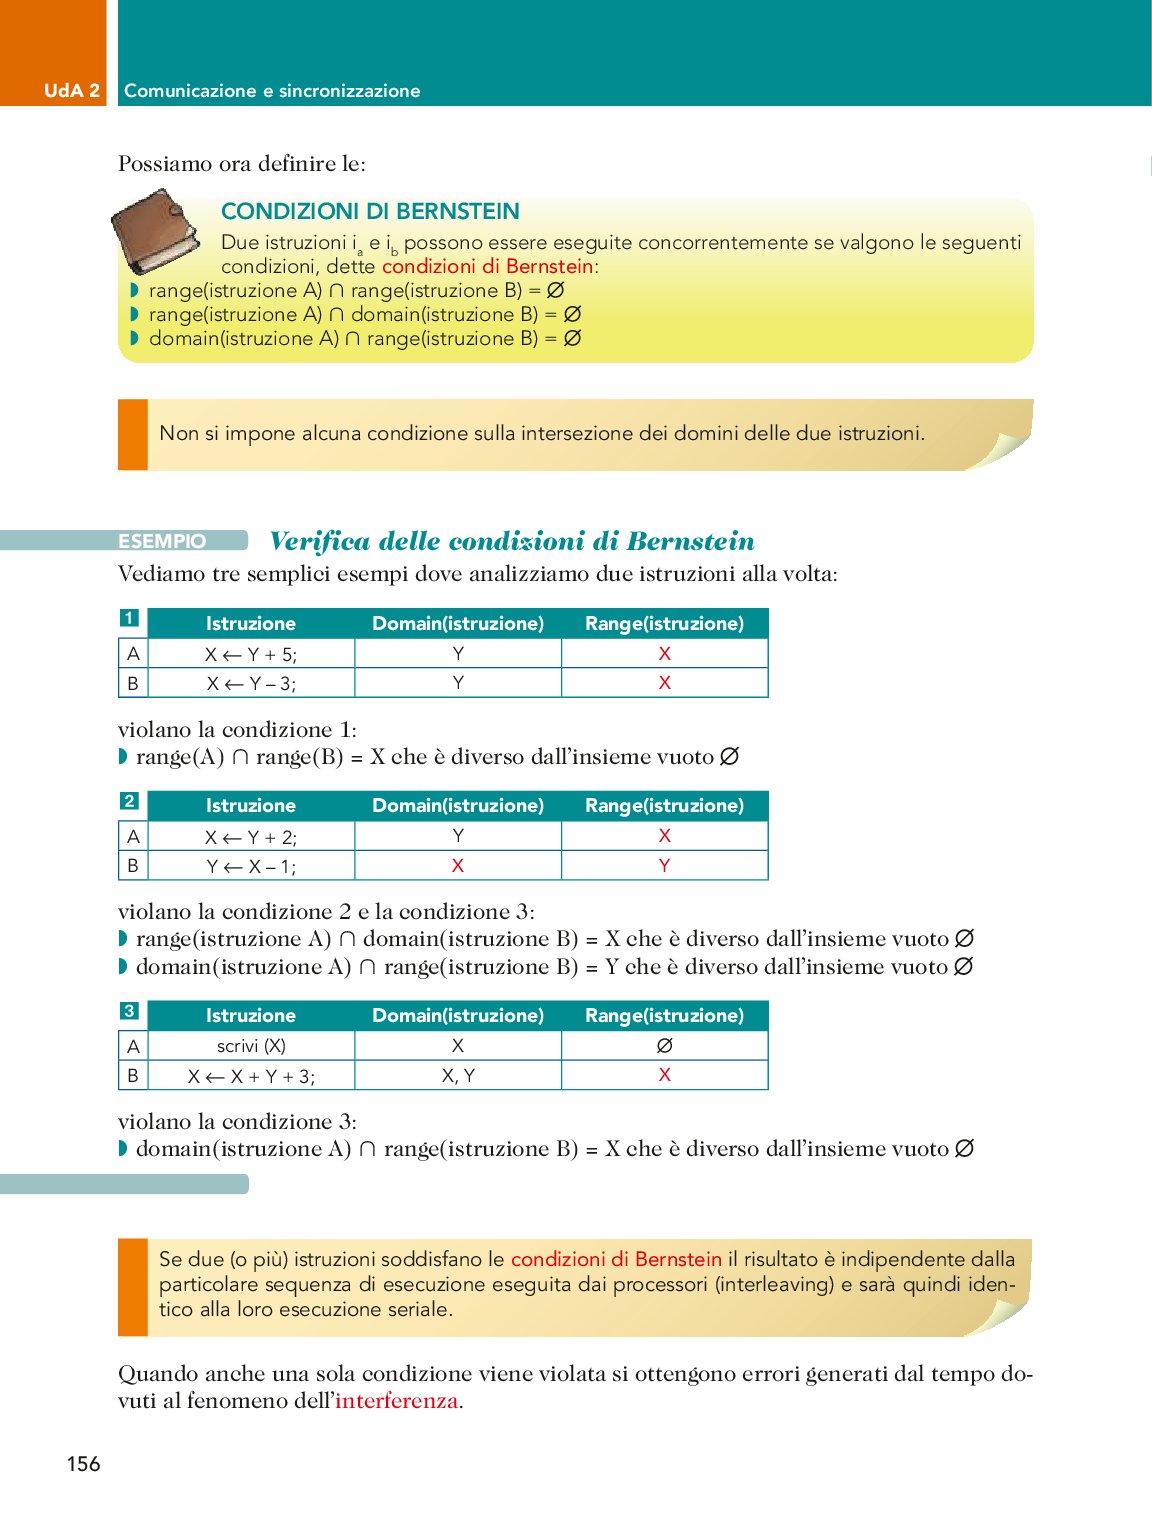 UdA 2 Comunicazione e sincronizzazione
Possiamo ora definire le:
CONDIZIONI DI BERNSTEIN
Due istruzioni ia e ib possono essere eseguite concorrentemente se valgono le seguenti
condizioni, dette condizioni di Bernstein:
◗ range(istruzione A) ∩ range(istruzione B) = ∅
◗ range(istruzione A) ∩ domain(istruzione B) = ∅
◗ domain(istruzione A) ∩ range(istruzione B) = ∅
Non si impone alcuna condizione sulla intersezione dei domini delle due istruzioni.
ESEMPIO Verifica delle condizioni di Bernstein
Vediamo tre semplici esempi dove analizziamo due istruzioni alla volta:
1 Istruzione Domain(istruzione) Range(istruzione)
A X ← Y + 5; Y X
B X ← Y – 3; Y X
violano la condizione 1:
◗ range(A) ∩ range(B) = X che è diverso dall'insieme vuoto ∅
2 Istruzione Domain(istruzione) Range(istruzione)
A X ← Y + 2; Y X
B Y ← X – 1; X Y
violano la condizione 2 e la condizione 3:
◗ range(istruzione A) ∩ domain(istruzione B) = X che è diverso dall'insieme vuoto ∅
◗ domain(istruzione A) ∩ range(istruzione B) = Y che è diverso dall'insieme vuoto ∅
3 Istruzione Domain(istruzione) Range(istruzione)
A scrivi (X) X ∅
B X ← X + Y + 3; X, Y X
violano la condizione 3:
◗ domain(istruzione A) ∩ range(istruzione B) = X che è diverso dall'insieme vuoto ∅
Se due (o più) istruzioni soddisfano le condizioni di Bernstein il risultato è indipendente dalla
particolare sequenza di esecuzione eseguita dai processori (interleaving) e sarà quindi iden-
tico alla loro esecuzione seriale.
Quando anche una sola condizione viene violata si ottengono errori generati dal tempo do-
vuti al fenomeno dell'interferenza.
156